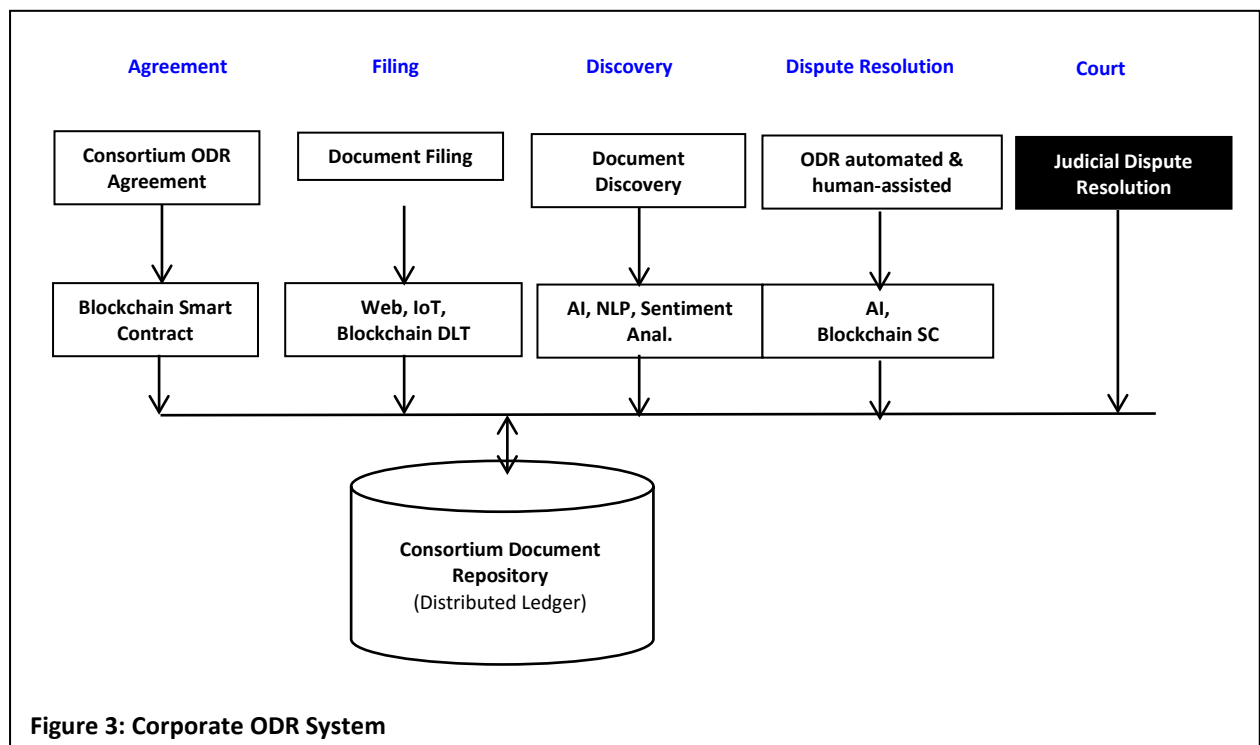 Agreement
Filing
Discovery
Dispute Resolution
Court
Consortium ODR
Agreement
Document Filing
Document
Discovery
ODR automated &
human-assisted
Judicial Dispute
Resolution
Blockchain Smart
Contract
Web, IoT,
Blockchain DLT
AI, NLP, Sentiment
Anal.
AI,
Blockchain SC
Consortium Document
Repository
(Distributed Ledger)
Figure 3: Corporate ODR System